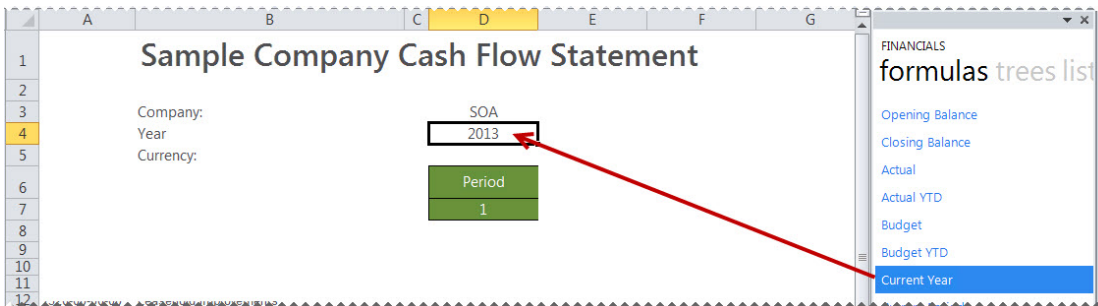 A B C D E F G
FINANCIALS
1 Sample Company Cash Flow Statement
formulas trees list
2
3 Company: SOA
Opening Balance
4 Year 2013
Closing Balance
5 Currency:
Actual
6 Period
Actual YTD
7 1
Budget
8
9
Budget YTD
10
11
Current Year
12